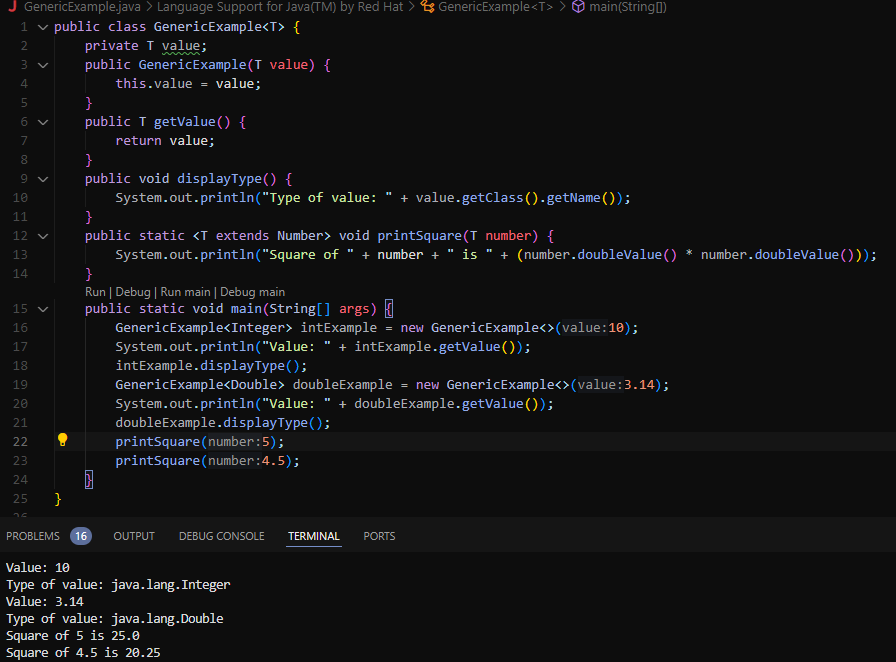 J GenericExample.java > Language Support for Java(TM) by Red Hat > GenericExample<T> > main(String[])
1 public class GenericExample<T> {
2 private T value;
3 public GenericExample(T value) {
4 this.value = value;
5 }
6 public T getValue() {
7 return value;
8 }
9 public void displayType() {
10 System.out.println("Type of value: " + value.getClass().getName());
11 }
12 public static <T extends Number> void printSquare(T number) {
13 System.out.println("Square of " + number + " is " + (number.doubleValue() * number.doubleValue()));
14 }
Run | Debug | Run main | Debug main
15 public static void main(String[] args) {
16 GenericExample<Integer> intExample = new GenericExample<>(value:10);
17 System.out.println("Value: " + intExample.getValue());
18 intExample.displayType();
19 GenericExample<Double> doubleExample = new GenericExample<>(value:3.14);
20 System.out.println("Value: " + doubleExample.getValue());
21 doubleExample.displayType();
22 printSquare(number:5);
23 printSquare(number:4.5);
24 }
25 }
26
PROBLEMS 16 OUTPUT DEBUG CONSOLE TERMINAL PORTS
Value: 10
Type of value: java.lang.Integer
Value: 3.14
Type of value: java.lang.Double
Square of 5 is 25.0
Square of 4.5 is 20.25